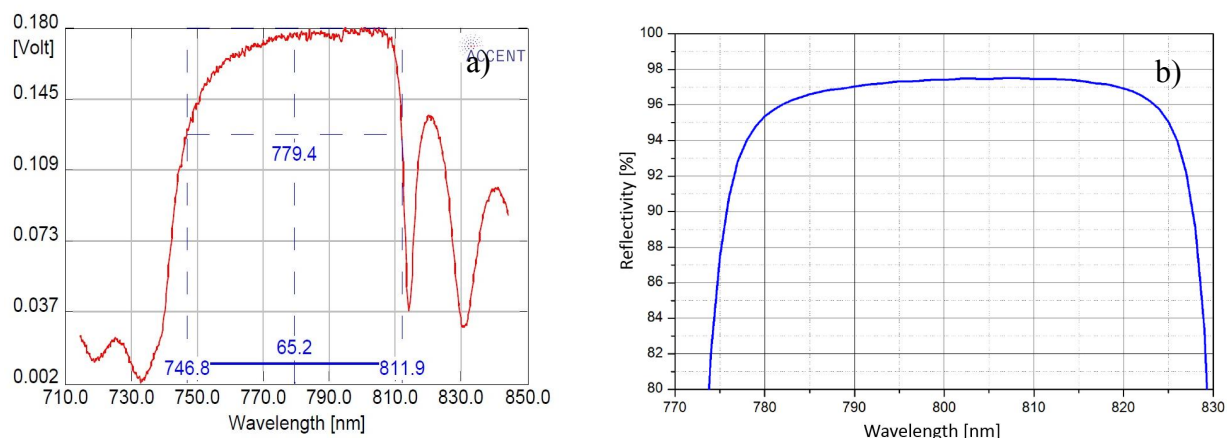 0.180
[Volt]
a)
ACCENT
0.145
779.4
0.109
0.073
0.037
65.2
746.8
811.9
0.002
710.0 730.0 750.0 770.0 790.0 810.0 830.0 850.0
Wavelength [nm]
b)
100
98
96
94
92
90
88
86
84
82
80
Reflectivity [%]
770 780 790 800 810 820 830
Wavelength [nm]